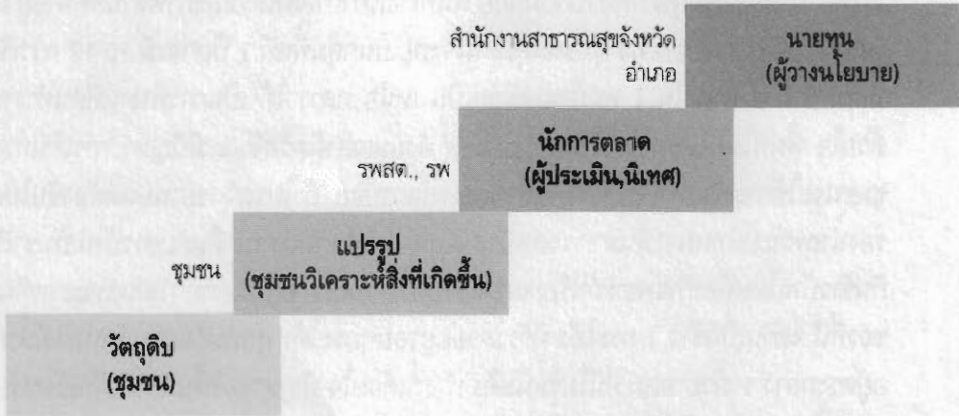 สำนักงานสาธารณสุขจังหวัด
อำเภอ
นายทุน
(ผู้วางนโยบาย)
รพสต., รพ
นักการตลาด
(ผู้ประเมิน,นิเทศ)
ชุมชน
แปรรูป
(ชุมชนวิเคราะห์สิ่งที่เกิดขึ้น)
วัตถุดิบ
(ชุมชน)